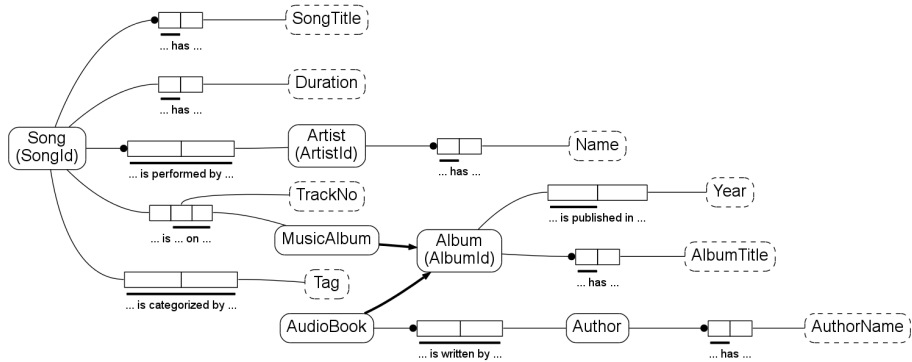 SongTitle
... has ...
Duration
... has ...
Song
(SongId)
Artist
(ArtistId)
... is performed by ...
Name
... has ...
TrackNo
... is ... on ...
MusicAlbum
Year
... is published in ...
Album
(AlbumId)
AlbumTitle
... has ...
Tag
... is categorized by ...
AudioBook
... is written by ...
Author
... has ...
AuthorName